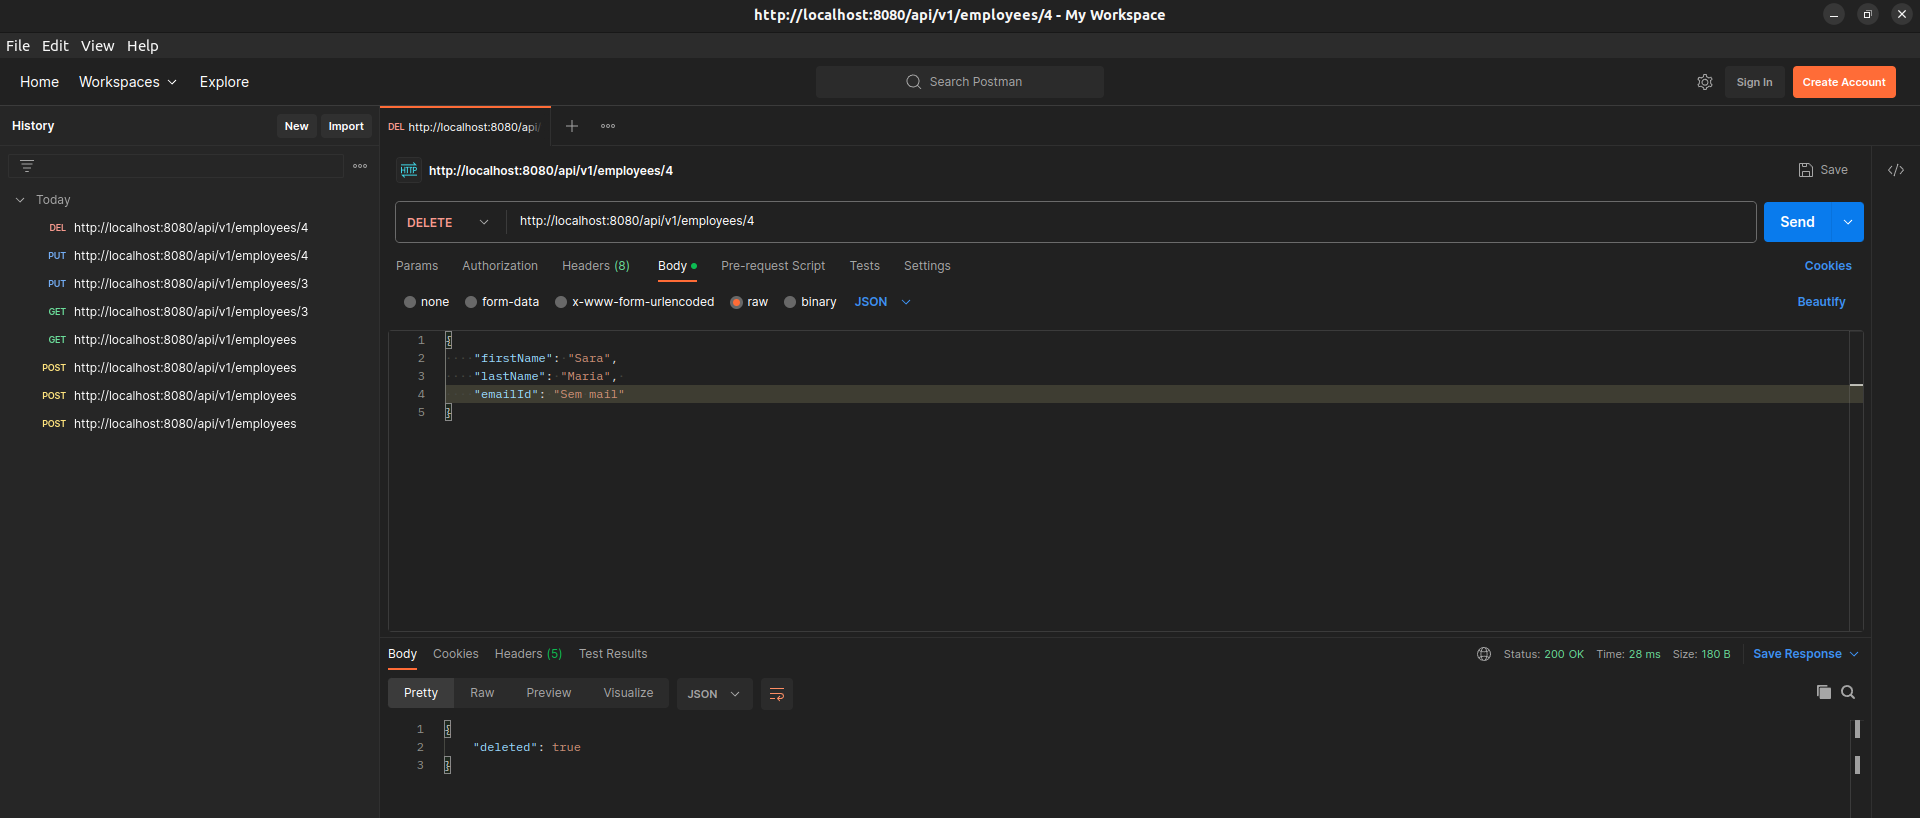 http://localhost:8080/api/v1/employees/4 - My Workspace
File Edit View Help
Home Workspaces Explore
Search Postman
Sign In
Create Account
History
New
Import
DEL http://localhost:8080/api/
http://localhost:8080/api/v1/employees/4
Save
Today
DEL http://localhost:8080/api/v1/employees/4
PUT http://localhost:8080/api/v1/employees/4
PUT http://localhost:8080/api/v1/employees/3
GET http://localhost:8080/api/v1/employees/3
GET http://localhost:8080/api/v1/employees
POST http://localhost:8080/api/v1/employees
POST http://localhost:8080/api/v1/employees
POST http://localhost:8080/api/v1/employees
HTTP
DELETE http://localhost:8080/api/v1/employees/4
Send
Params Authorization Headers (8) Body Pre-request Script Tests Settings
Cookies
none form-data x-www-form-urlencoded raw binary JSON
Beautify
1 {
2 "firstName": "Sara",
3 "lastName": "Maria",
4 "emailId": "Sem mail"
5 }
Body Cookies Headers (5) Test Results
Status: 200 OK Time: 28 ms Size: 180 B
Save Response
Pretty Raw Preview Visualize JSON
1 {
2 "deleted": true
3 }